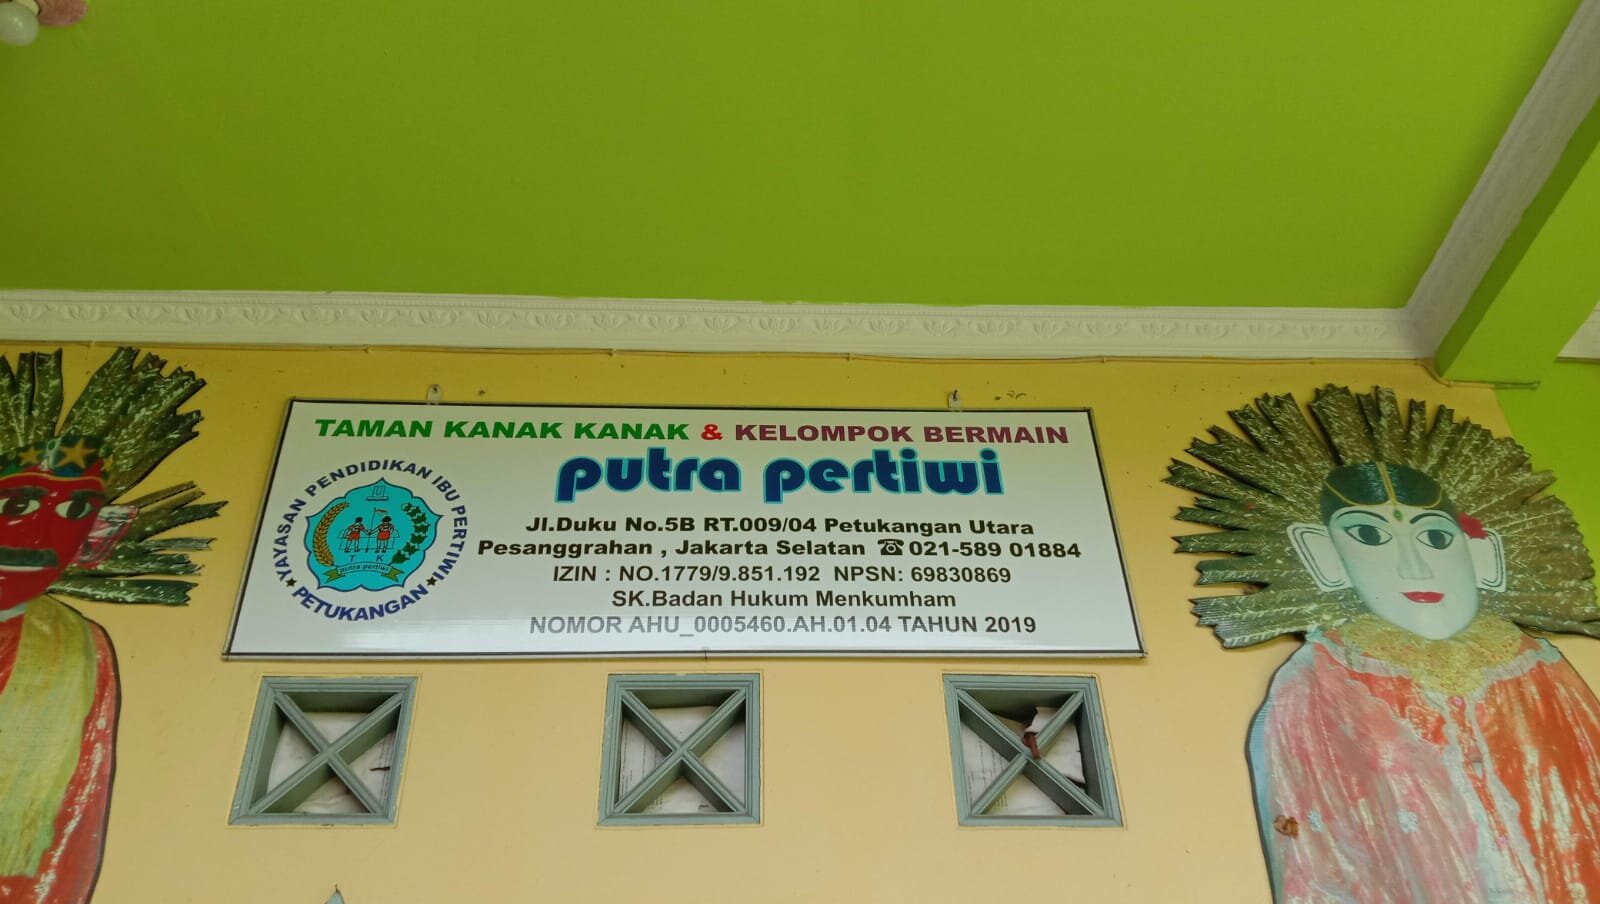 TAMAN KANAK KANAK & KELOMPOK BERMAIN
putra pertiwi
YAYASAN PENDIDIKAN IBU PERTIWI
PETUKANGAN
T K
putra pertiwi
Jl.Duku No.5B RT.009/04 Petukangan Utara
Pesanggrahan , Jakarta Selatan ☎ 021-589 01884
IZIN : NO.1779/9.851.192 NPSN: 69830869
SK.Badan Hukum Menkumham
NOMOR AHU_0005460.AH.01.04 TAHUN 2019